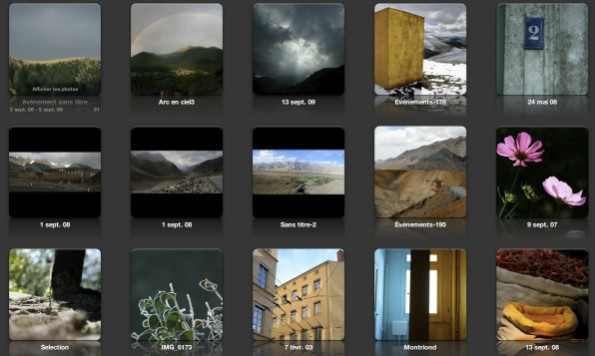 Afficher les photos
Événement sans titre
5 sept. 08 - 5 sept. 09 91
Arc en ciel3
13 sept. 09
Événements-178
2
24 mai 08
1 sept. 08
1 sept. 08
Sans titre-2
Événements-195
9 sept. 07
Sélection
IMG_6173
7 févr. 03
Montriond
13 sept. 08